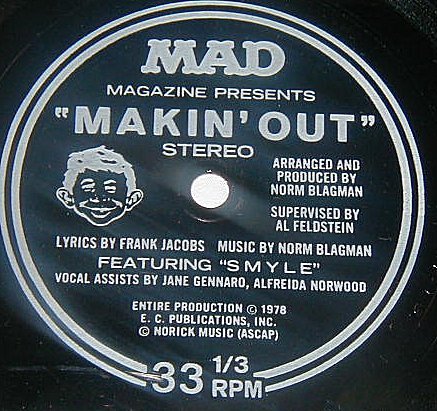 MAD
MAGAZINE PRESENTS
"MAKIN' OUT"
STEREO
ARRANGED AND
PRODUCED BY
NORM BLAGMAN
SUPERVISED BY
AL FELDSTEIN
LYRICS BY FRANK JACOBS MUSIC BY NORM BLAGMAN
FEATURING "SMYLE"
VOCAL ASSISTS BY JANE GENNARO, ALFREIDA NORWOOD
ENTIRE PRODUCTION © 1978
E. C. PUBLICATIONS, INC.
© NORICK MUSIC (ASCAP)
33 1/3 RPM